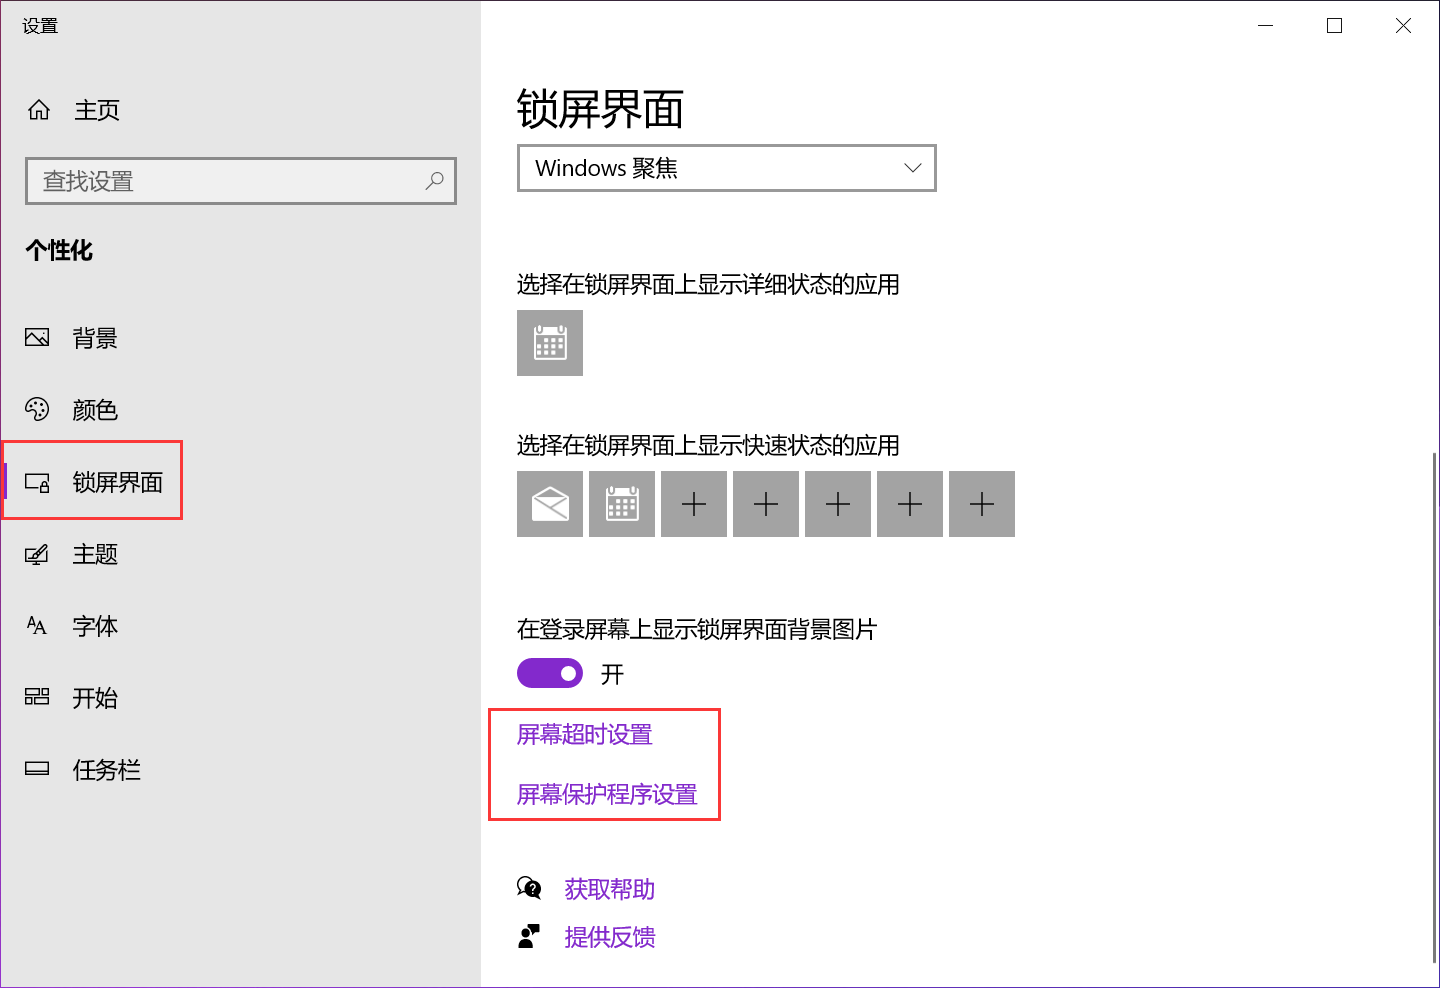 设置
主页
查找设置
个性化
背景
颜色
锁屏界面
主题
字体
开始
任务栏
锁屏界面
Windows 聚焦
选择在锁屏界面上显示详细状态的应用
选择在锁屏界面上显示快速状态的应用
在登录屏幕上显示锁屏界面背景图片
开
屏幕超时设置
屏幕保护程序设置
获取帮助
提供反馈